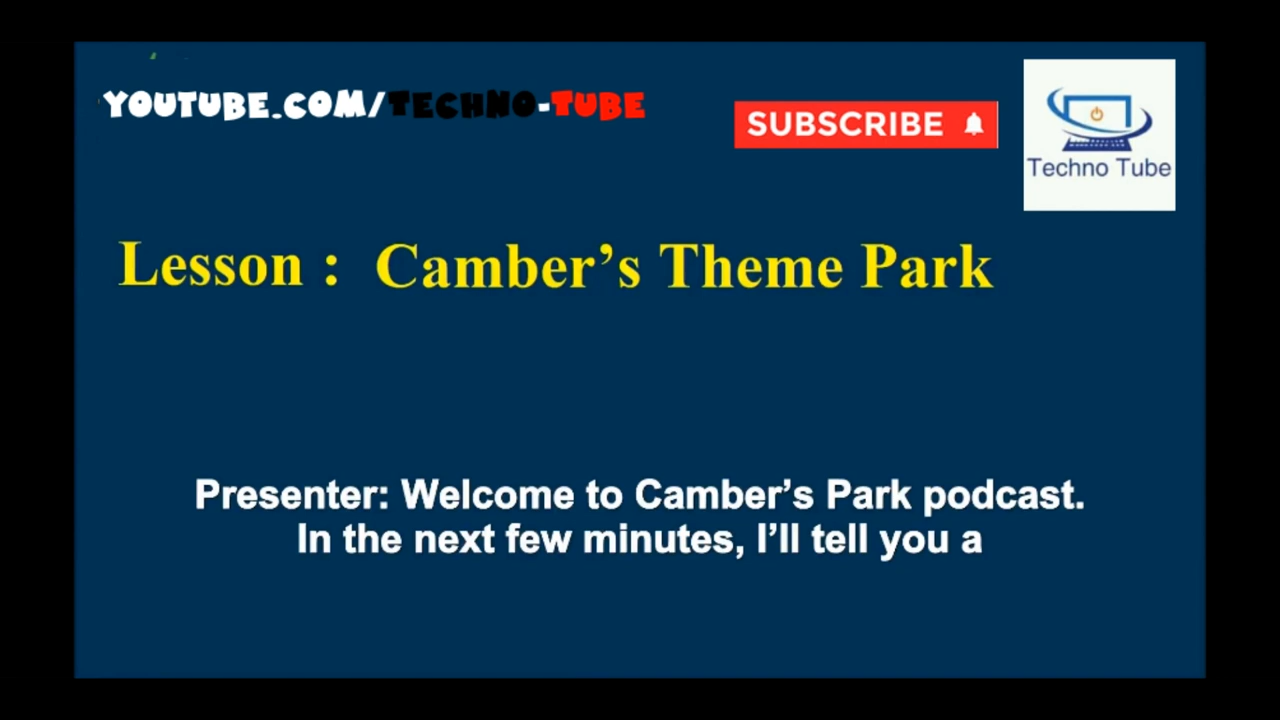 YOUTUBE.COM/TECHNO-TUBE
SUBSCRIBE
Techno Tube
Lesson : Camber’s Theme Park
Presenter: Welcome to Camber’s Park podcast.
In the next few minutes, I’ll tell you a